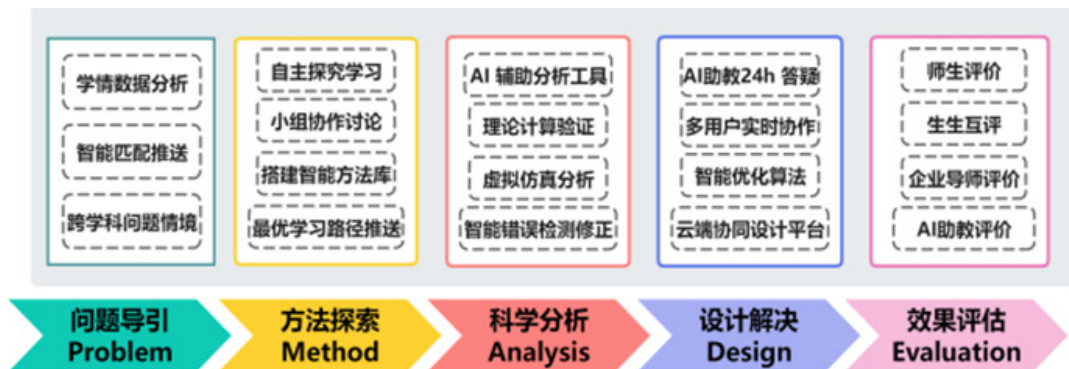 学情数据分析
智能匹配推送
跨学科问题情境
自主探究学习
小组协作讨论
搭建智能方法库
最优学习路径推送
AI 辅助分析工具
理论计算验证
虚拟仿真分析
智能错误检测修正
AI助教24h 答疑
多用户实时协作
智能优化算法
云端协同设计平台
师生评价
生生互评
企业导师评价
AI助教评价
问题导引
Problem
方法探索
Method
科学分析
Analysis
设计解决
Design
效果评估
Evaluation